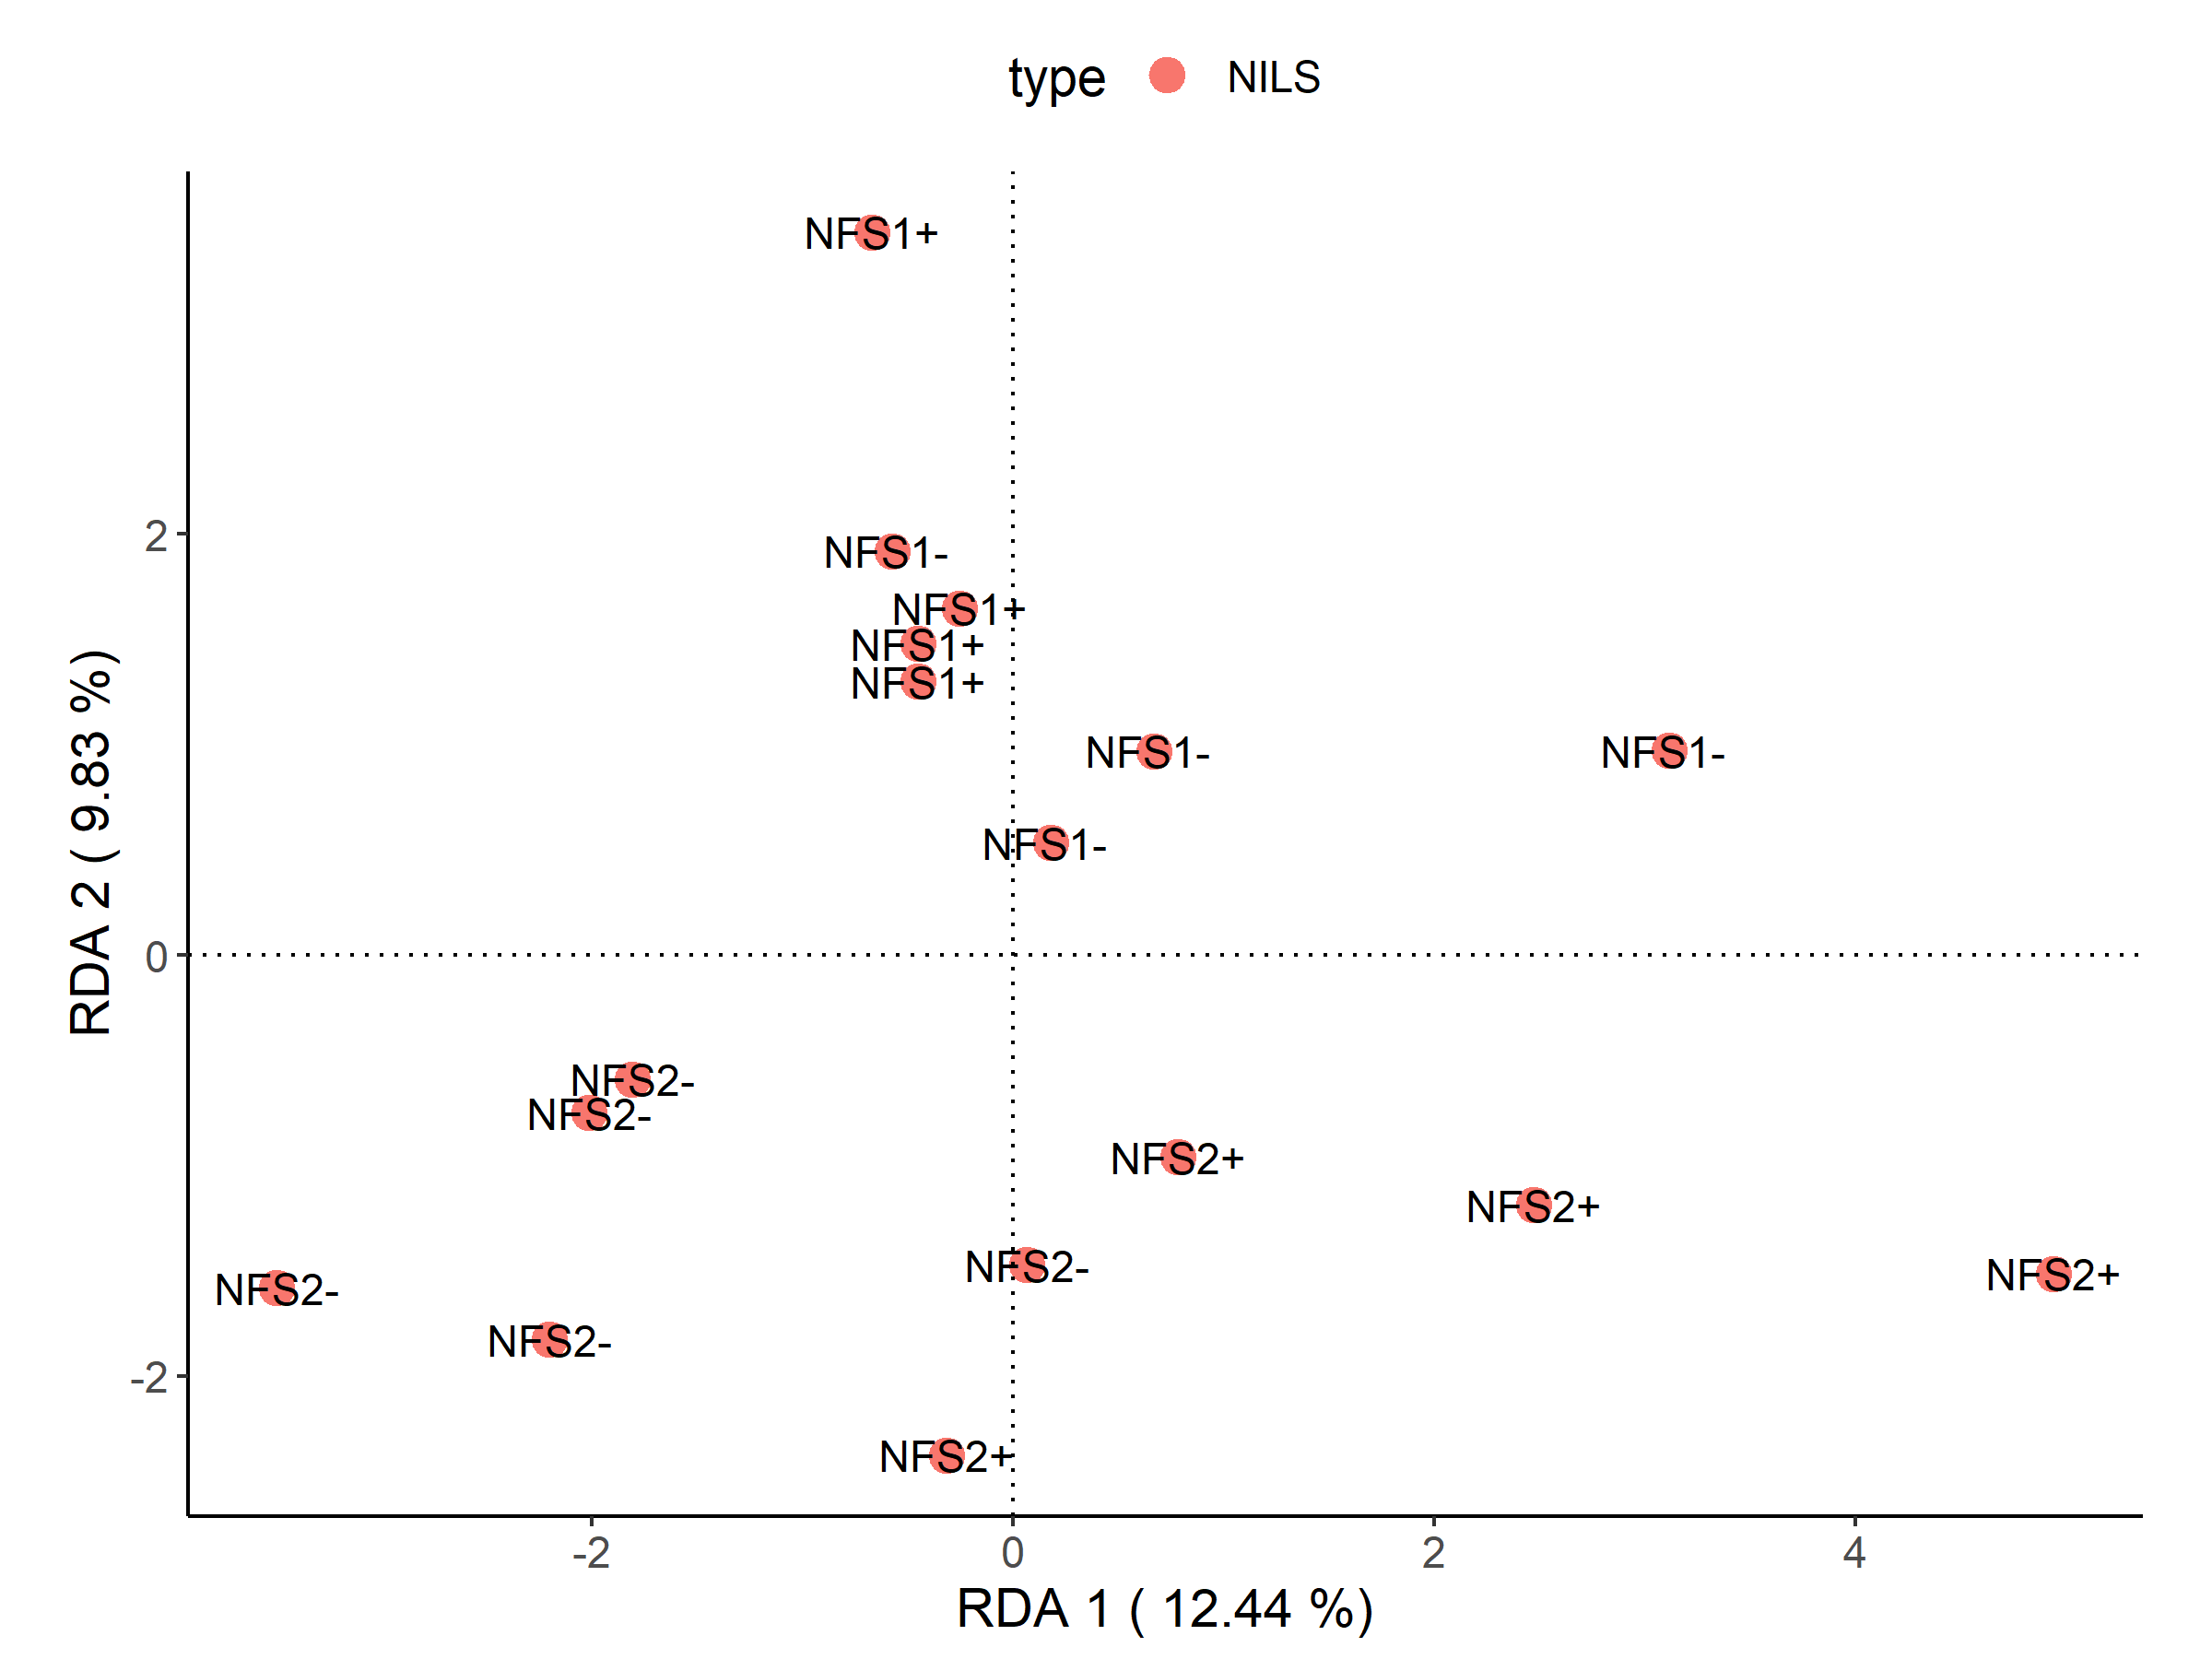 type NILS
NFS1+
NFS1-
NFS1+
NFS1+
NFS1+
NFS1-
NFS1-
NFS1-
NFS2-
NFS2-
NFS2+
NFS2+
NFS2-
NFS2+
NFS2-
NFS2-
NFS2+
2
0
-2
RDA 2 ( 9.83 %)
-2 0 2 4
RDA 1 ( 12.44 %)